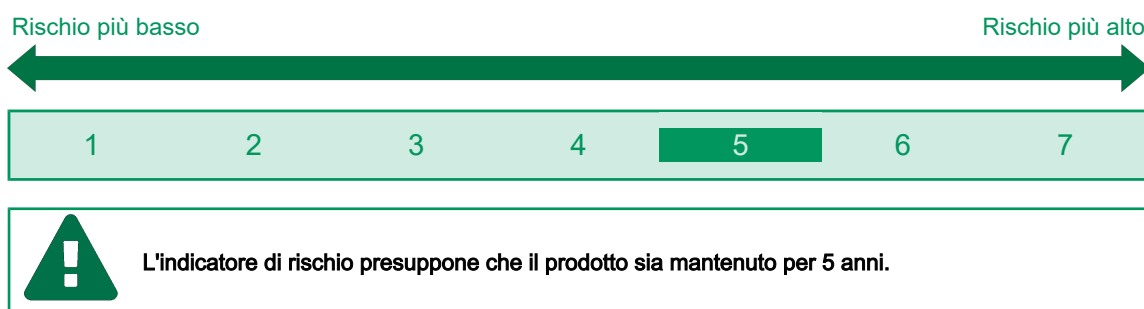 Rischio più basso Rischio più alto
1 2 3 4 5 6 7
! L'indicatore di rischio presuppone che il prodotto sia mantenuto per 5 anni.